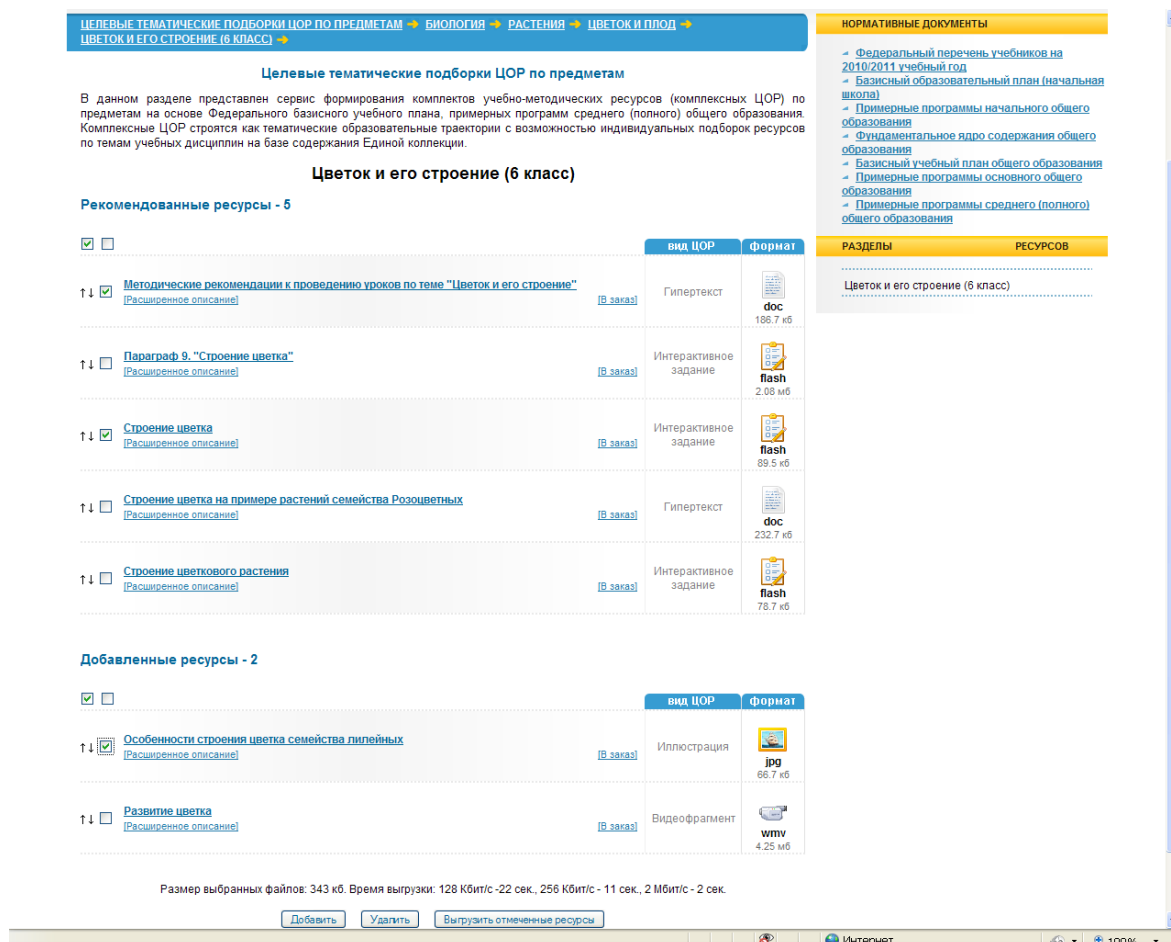 ЦЕЛЕВЫЕ ТЕМАТИЧЕСКИЕ ПОДБОРКИ ЦОР ПО ПРЕДМЕТАМ БИОЛОГИЯ РАСТЕНИЯ ЦВЕТОК И ПЛОД
ЦВЕТОК И ЕГО СТРОЕНИЕ (6 КЛАСС)
Целевые тематические подборки ЦОР по предметам
В данном разделе представлен сервис формирования комплектов учебно-методических ресурсов (комплексных ЦОР) по
предметам на основе Федерального базисного учебного плана, примерных программ среднего (полного) общего образования.
Комплексные ЦОР строятся как тематические образовательные траектории с возможностью индивидуальных подборок ресурсов
по темам учебных дисциплин на базе содержания Единой коллекции.
Цветок и его строение (6 класс)
Рекомендованные ресурсы - 5
вид ЦОР формат
↑↓ Методические рекомендации к проведению уроков по теме "Цветок и его строение"
[Расширенное описание] [В заказ] Гипертекст
doc
186.7 кб
↑↓ Параграф 9. "Строение цветка"
[Расширенное описание] [В заказ]
Интерактивное
задание
flash
2.08 мб
↑↓ Строение цветка
[Расширенное описание] [В заказ]
Интерактивное
задание
flash
89.5 кб
↑↓ Строение цветка на примере растений семейства Розоцветных
[Расширенное описание] [В заказ] Гипертекст
doc
232.7 кб
↑↓ Строение цветкового растения
[Расширенное описание] [В заказ]
Интерактивное
задание
flash
78.7 кб
Добавленные ресурсы - 2
вид ЦОР формат
↑↓ Особенности строения цветка семейства лилейных
[Расширенное описание] [В заказ] Иллюстрация
jpg
66.7 кб
↑↓ Развитие цветка
[Расширенное описание] [В заказ] Видеофрагмент
wmv
4.25 мб
Размер выбранных файлов: 343 кб. Время выгрузки: 128 Кбит/с -22 сек., 256 Кбит/с - 11 сек., 2 Мбит/с - 2 сек.
Добавить Удалить Выгрузить отмеченные ресурсы
НОРМАТИВНЫЕ ДОКУМЕНТЫ
Федеральный перечень учебников на
2010/2011 учебный год
Базисный образовательный план (начальная
школа)
Примерные программы начального общего
образования
Фундаментальное ядро содержания общего
образования
Базисный учебный план общего образования
Примерные программы основного общего
образования
Примерные программы среднего (полного)
общего образования
РАЗДЕЛЫ РЕСУРСОВ
Цветок и его строение (6 класс)
Интернет 100%